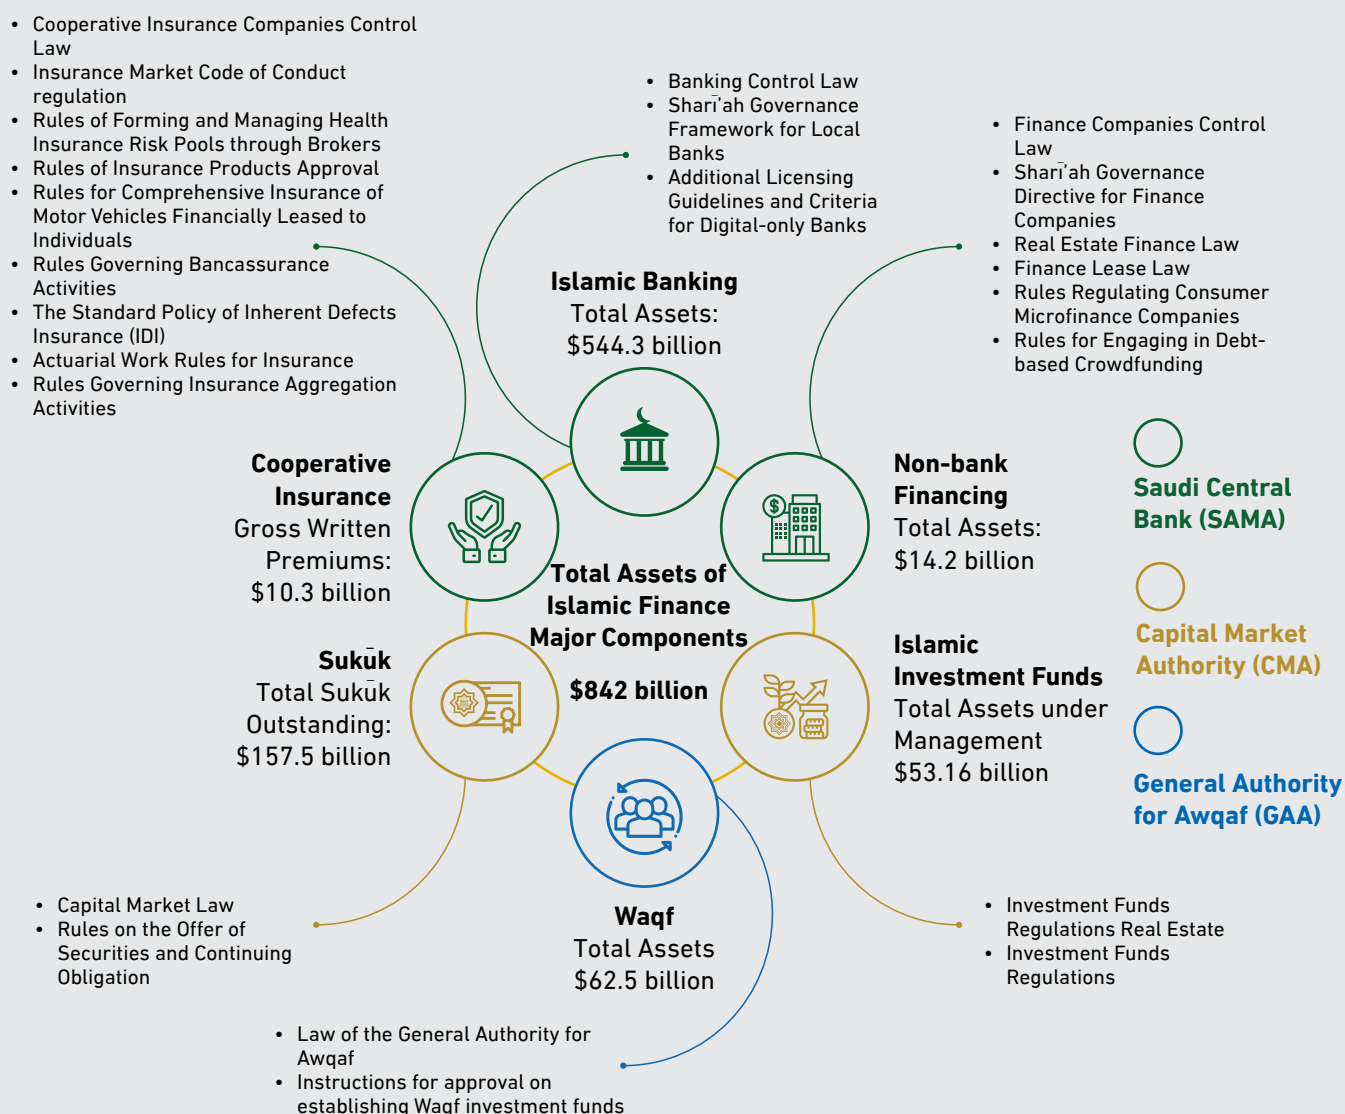 • Cooperative Insurance Companies Control
Law
• Insurance Market Code of Conduct
regulation
• Rules of Forming and Managing Health
Insurance Risk Pools through Brokers
• Rules of Insurance Products Approval
• Rules for Comprehensive Insurance of
Motor Vehicles Financially Leased to
Individuals
• Rules Governing Bancassurance
Activities
• The Standard Policy of Inherent Defects
Insurance (IDI)
• Actuarial Work Rules for Insurance
• Rules Governing Insurance Aggregation
Activities
• Banking Control Law
• Sharī'ah Governance
Framework for Local
Banks
• Additional Licensing
Guidelines and Criteria
for Digital-only Banks
• Finance Companies Control
Law
• Sharī'ah Governance
Directive for Finance
Companies
• Real Estate Finance Law
• Finance Lease Law
• Rules Regulating Consumer
Microfinance Companies
• Rules for Engaging in Debt-
based Crowdfunding
Islamic Banking
Total Assets:
$544.3 billion
Cooperative
Insurance
Gross Written
Premiums:
$10.3 billion
Non-bank
Financing
Total Assets:
$14.2 billion
$
Total Assets of
Islamic Finance
Major Components
$842 billion
Sukūk
Total Sukūk
Outstanding:
$157.5 billion
Islamic
Investment Funds
Total Assets under
Management
$53.16 billion
Waqf
Total Assets
$62.5 billion
Saudi Central
Bank (SAMA)
Capital Market
Authority (CMA)
General Authority
for Awqaf (GAA)
• Capital Market Law
• Rules on the Offer of
Securities and Continuing
Obligation
• Investment Funds
Regulations Real Estate
• Investment Funds
Regulations
• Law of the General Authority for
Awqaf
• Instructions for approval on
establishing Waqf investment funds